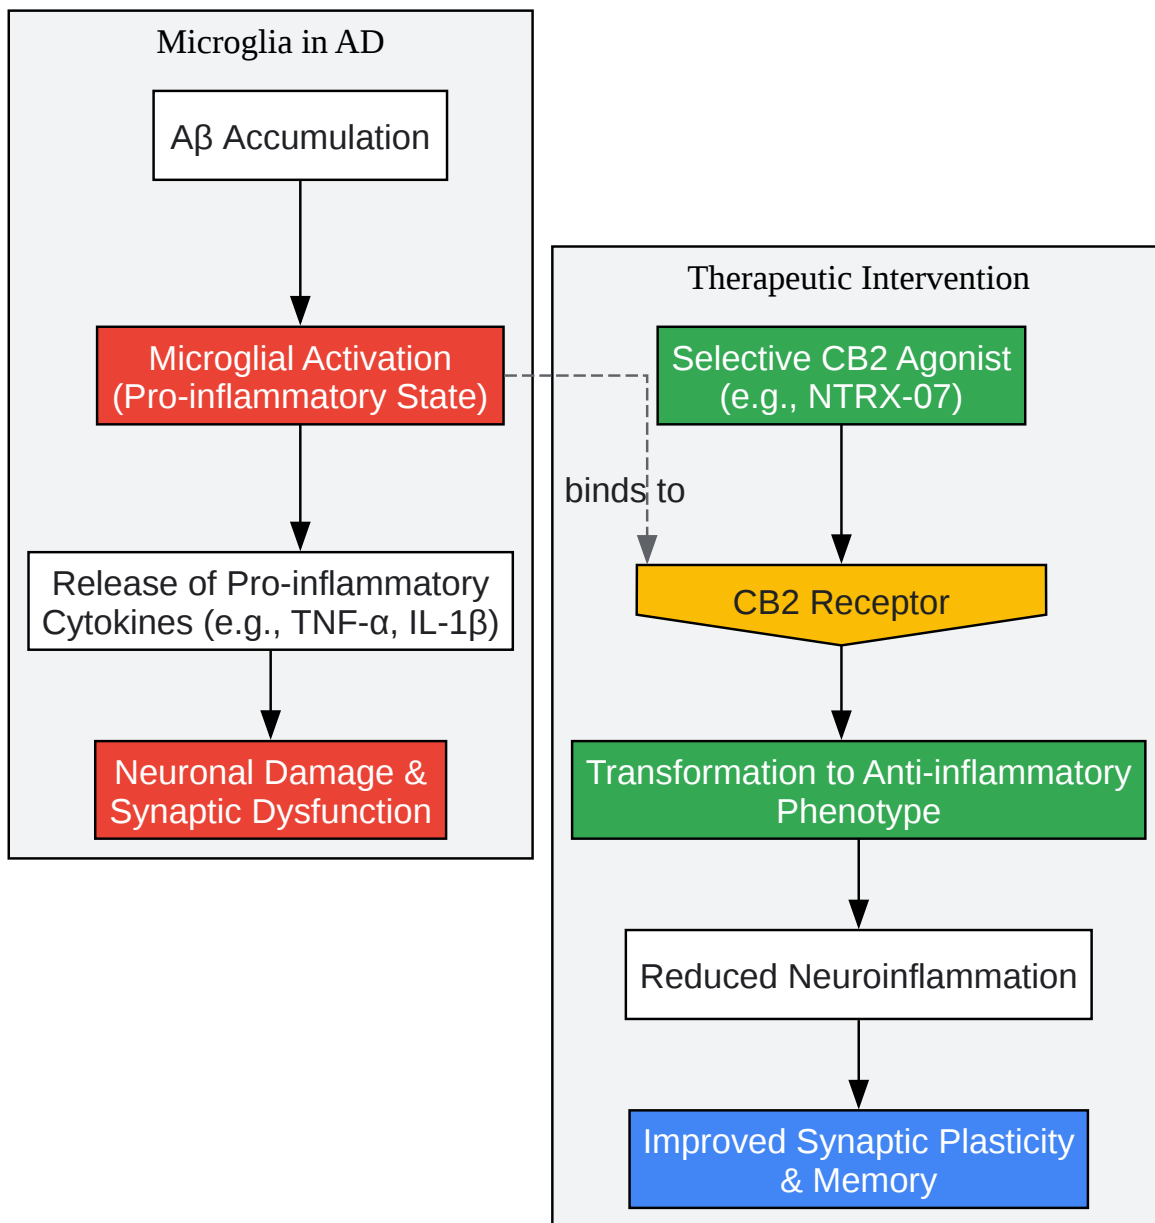 Microglia in AD
Aβ Accumulation
Microglial Activation
(Pro-inflammatory State)
Release of Pro-inflammatory
Cytokines (e.g., TNF-α, IL-1β)
Neuronal Damage &
Synaptic Dysfunction
Therapeutic Intervention
Selective CB2 Agonist
(e.g., NTRX-07)
binds to
CB2 Receptor
Transformation to Anti-inflammatory
Phenotype
Reduced Neuroinflammation
Improved Synaptic Plasticity
& Memory